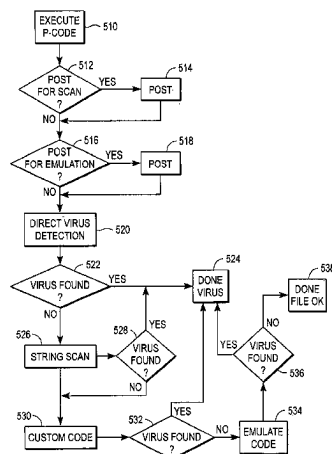 EXECUTE
P-CODE
510
512
POST
FOR SCAN
?
YES
514
POST
NO
516
POST
FOR EMULATION
?
YES
518
POST
NO
DIRECT VIRUS
DETECTION
520
522
VIRUS FOUND
?
YES
524
DONE
VIRUS
538
DONE
FILE OK
NO
526
STRING SCAN
528
YES
VIRUS
FOUND
?
NO
YES
NO
VIRUS
FOUND
?
536
530
CUSTOM CODE
532
YES
VIRUS FOUND
?
NO
534
EMULATE
CODE